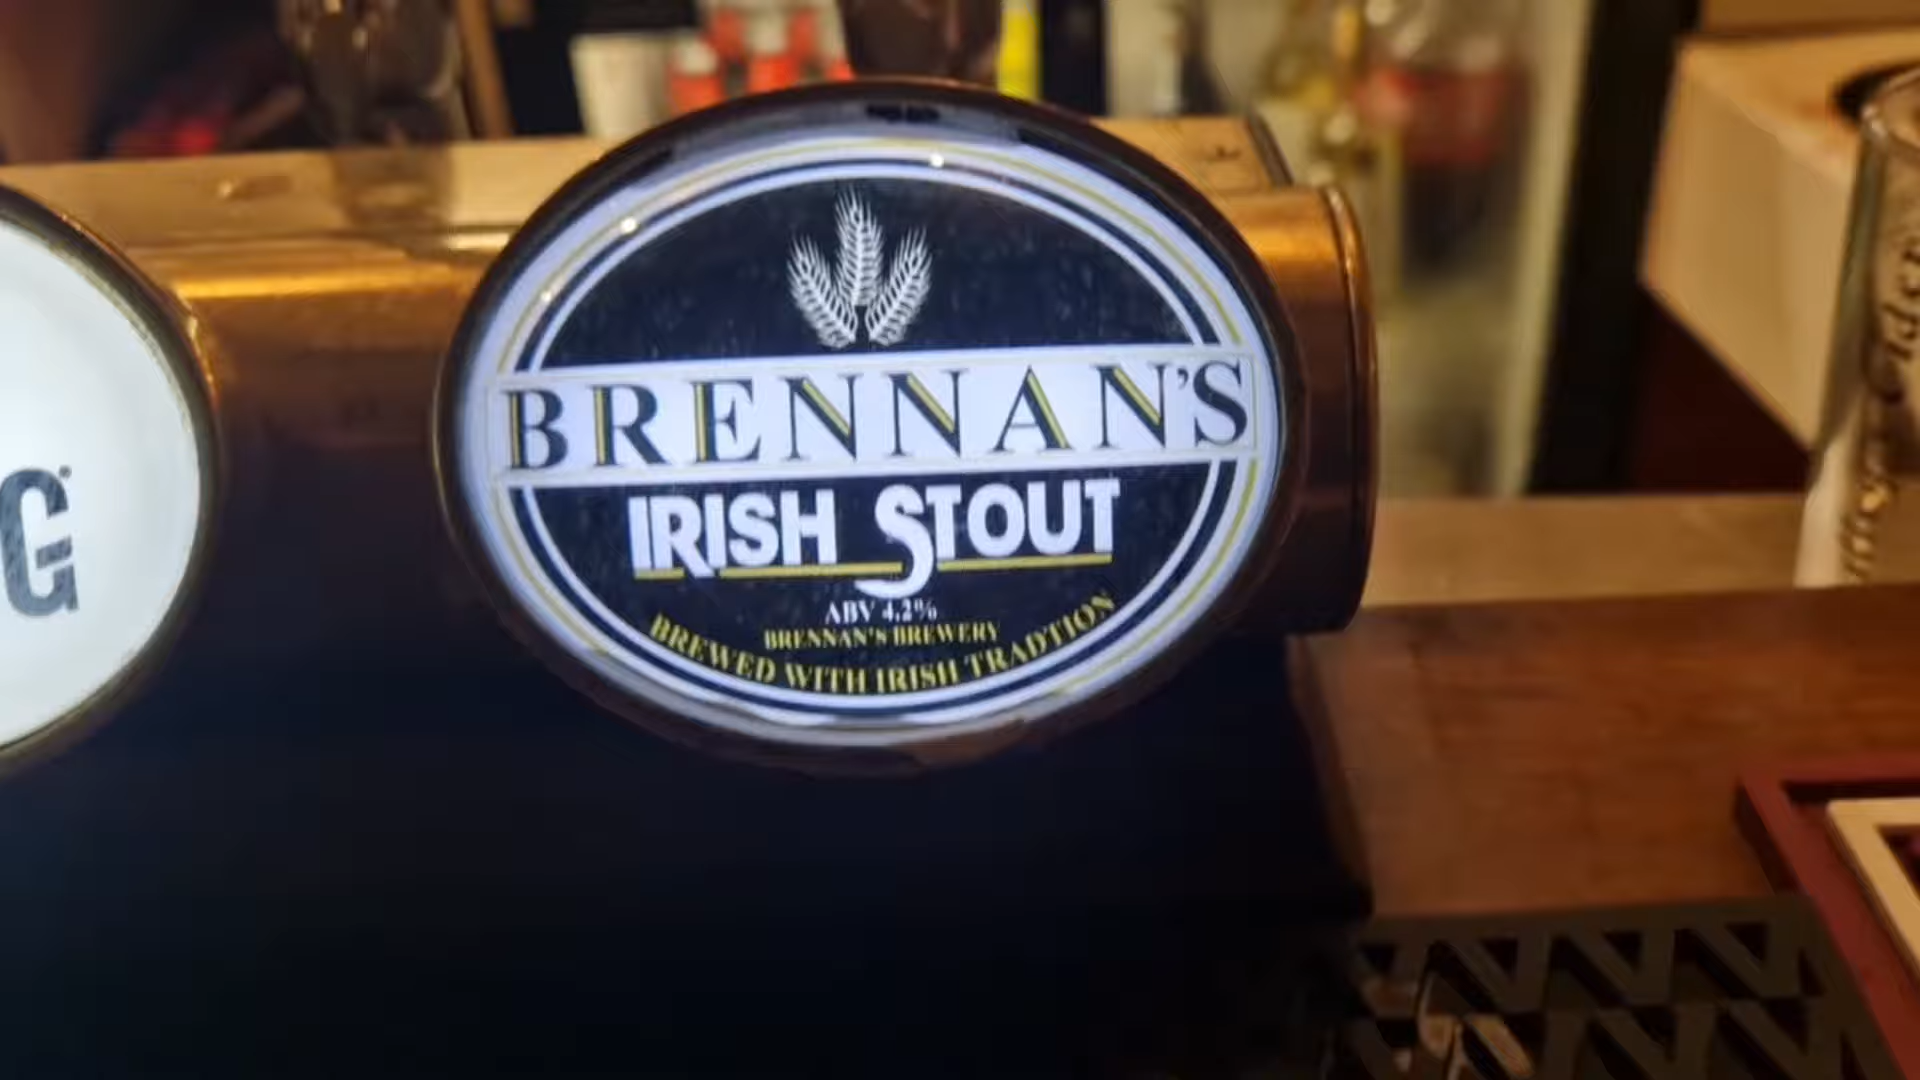 BRENNAN'S
IRISH STOUT
ABV 4.2%
BRENNAN'S BREWERY
BREWED WITH IRISH TRADTION
G